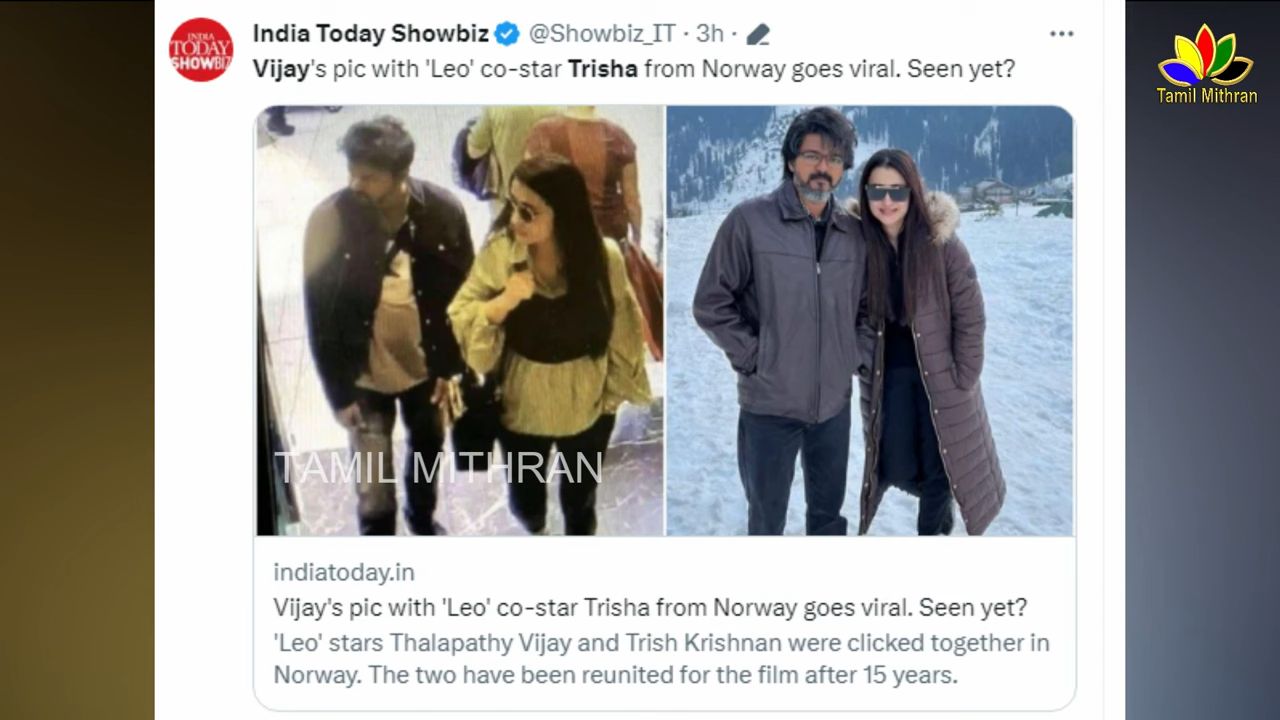 India Today Showbiz @Showbiz_IT · 3h ·
INDIA
TODAY
SHOWBIZ
Vijay's pic with 'Leo' co-star Trisha from Norway goes viral. Seen yet?
Tamil Mithran
TAMIL MITHRAN
indiatoday.in
Vijay's pic with 'Leo' co-star Trisha from Norway goes viral. Seen yet?
'Leo' stars Thalapathy Vijay and Trish Krishnan were clicked together in
Norway. The two have been reunited for the film after 15 years.